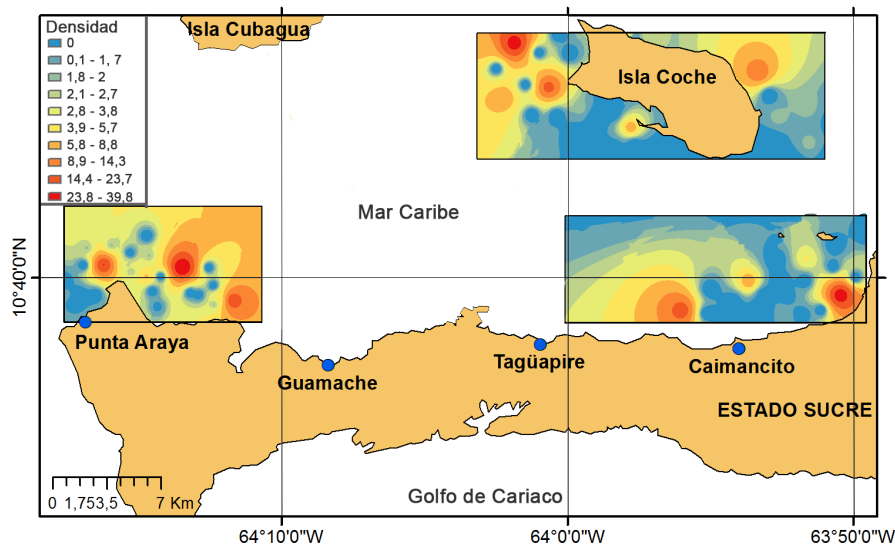 Densidad
0
0,1 - 1, 7
1,8 - 2
2,1 - 2,7
2,8 - 3,8
3,9 - 5,7
5,8 - 8,8
8,9 - 14,3
14,4 - 23,7
23,8 - 39,8
Isla Cubagua
Isla Coche
Mar Caribe
10°40'0"N
Punta Araya
Guamache
Tagüapire
Caimancito
ESTADO SUCRE
Golfo de Cariaco
0 1,753,5 7 Km
64°10'0"W
64°0'0"W
63°50'0"W